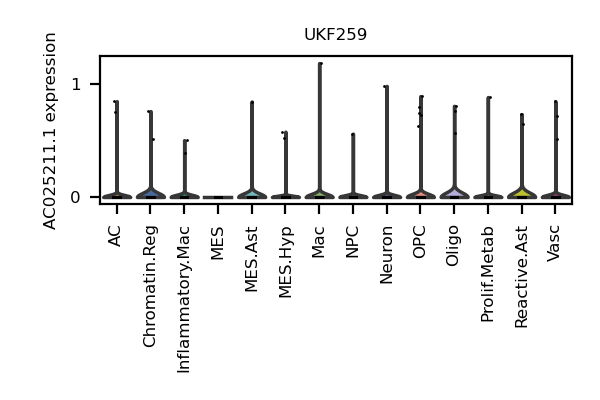 UKF259
AC025211.1 expression
1
0
AC
Chromatin.Reg
Inflammatory.Mac
MES
MES.Ast
MES.Hyp
Mac
NPC
Neuron
OPC
Oligo
Prolif.Metab
Reactive.Ast
Vasc